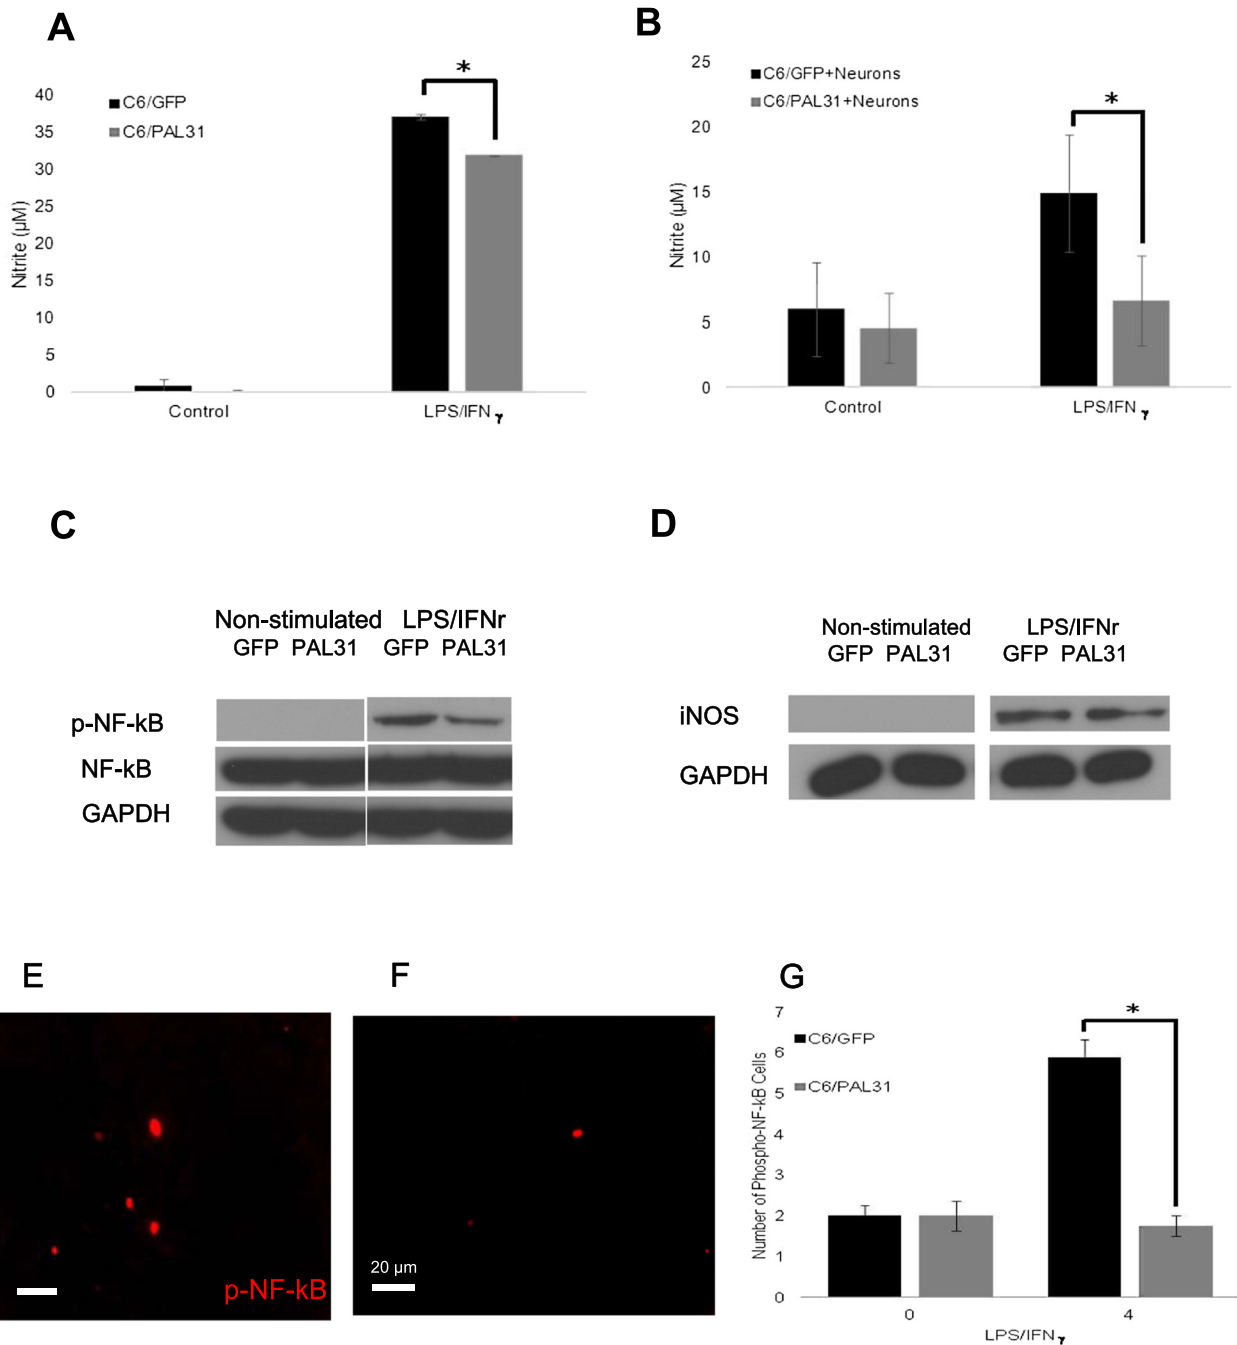 A
C6/GFP
C6/PAL31
*
Nitrite (µM)
40
35
30
25
20
15
10
5
0
Control
LPS/IFN γ
B
C6/GFP+Neurons
C6/PAL31+Neurons
*
Nitrite (µM)
25
20
15
10
5
0
Control
LPS/IFN γ
C
Non-stimulated LPS/IFNr
GFP PAL31 GFP PAL31
p-NF-kB
NF-kB
GAPDH
D
Non-stimulated LPS/IFNr
GFP PAL31 GFP PAL31
iNOS
GAPDH
E
p-NF-kB
F
20 µm
G
C6/GFP
C6/PAL31
*
Number of Phospho-NF-kB Cells
7
6
5
4
3
2
1
0
0 4
LPS/IFN γ